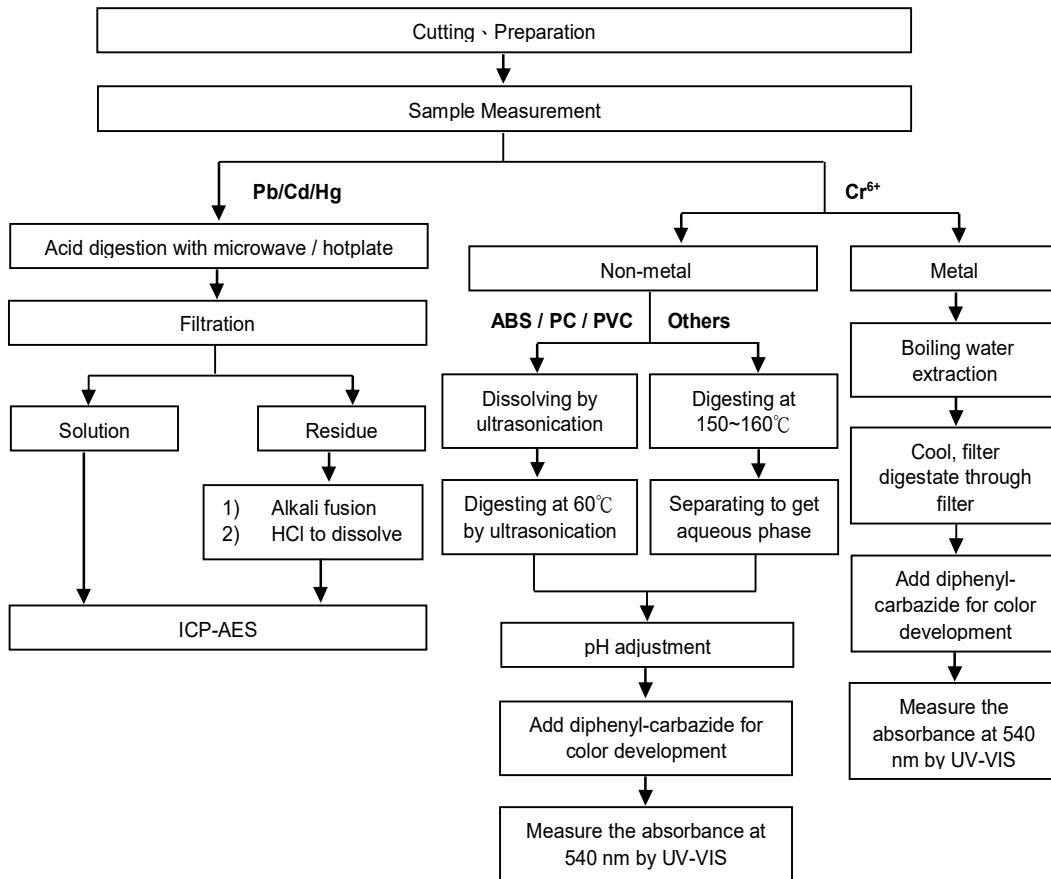 Cutting、Preparation
Sample Measurement
Pb/Cd/Hg
Acid digestion with microwave / hotplate
Filtration
Solution
Residue
1) Alkali fusion
2) HCl to dissolve
ICP-AES
Cr⁶⁺
Non-metal
ABS / PC / PVC
Others
Dissolving by
ultrasonication
Digesting at 60℃
by ultrasonication
Digesting at
150~160℃
Separating to get
aqueous phase
pH adjustment
Add diphenyl-carbazide for
color development
Measure the absorbance at
540 nm by UV-VIS
Metal
Boiling water
extraction
Cool, filter
digestate through
filter
Add diphenyl-
carbazide for color
development
Measure the
absorbance at 540
nm by UV-VIS